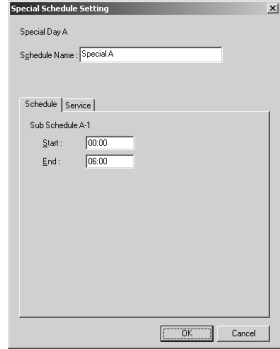 Special Schedule Setting
Special Day A
Schedule Name : Special A
Schedule Service
Sub Schedule A-1
Start : 00:00
End : 06:00
OK Cancel